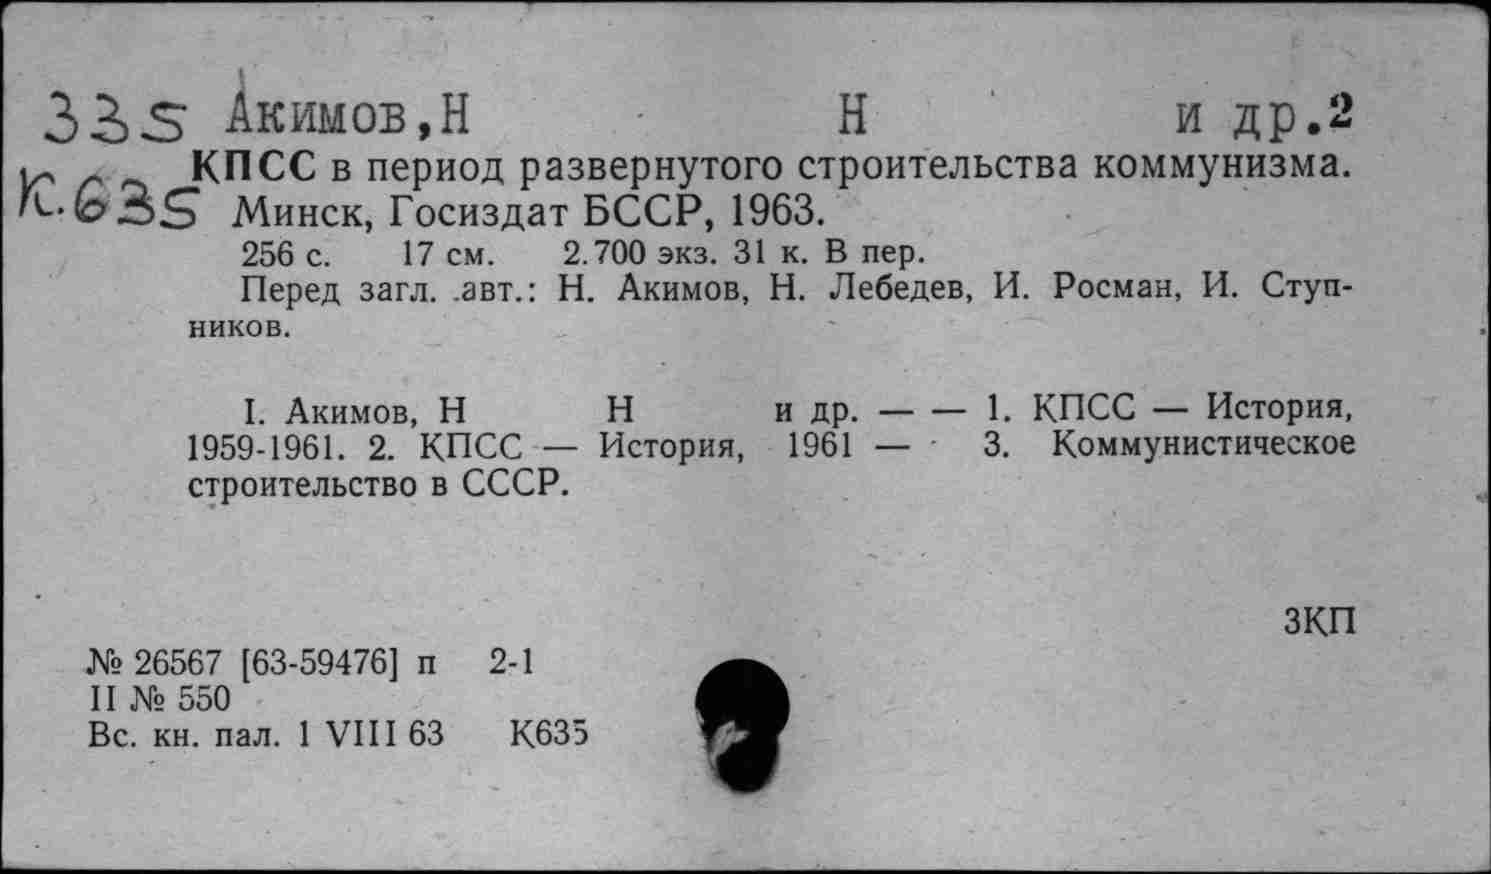 335 Акимов,Н Н и др.2
КПСС в период развернутого строительства коммунизма.
К.635 Минск, Госиздат БССР, 1963.
256 с. 17 см. 2.700 экз. 31 к. В пер.
Перед загл. .авт.: Н. Акимов, Н. Лебедев, И. Росман, И. Ступ-
ников.
I. Акимов, Н Н и др. — — 1. КПСС — История,
1959-1961. 2. КПСС — История, 1961 — 3. Коммунистическое
строительство в СССР.
ЗКП
№ 26567 [63-59476] п 2-1
II № 550
Вс. кн. пал. 1 VIII 63 К635